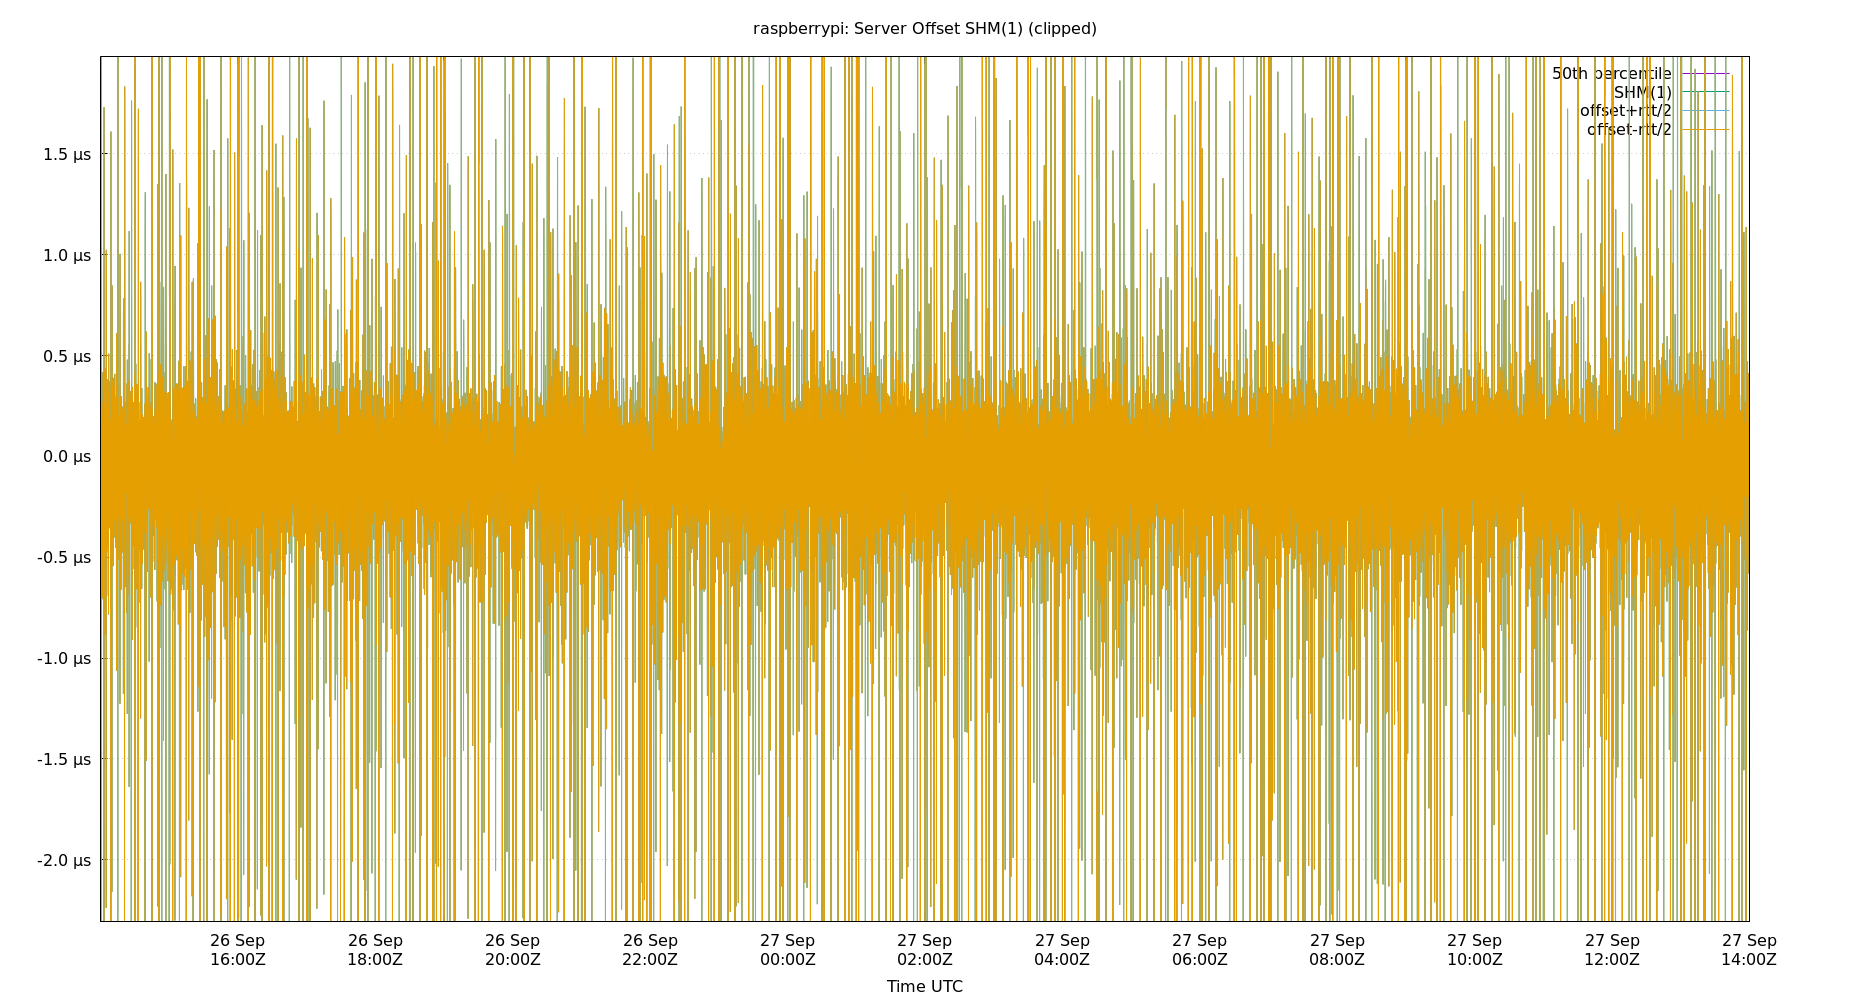 raspberrypi: Server Offset SHM(1) (clipped)
50th percentile
SHM(1)
offset+rtt/2
offset-rtt/2
1.5 µs
1.0 µs
0.5 µs
0.0 µs
-0.5 µs
-1.0 µs
-1.5 µs
-2.0 µs
26 Sep 26 Sep 26 Sep 26 Sep 27 Sep 27 Sep 27 Sep 27 Sep 27 Sep 27 Sep 27 Sep 27 Sep
16:00Z 18:00Z 20:00Z 22:00Z 00:00Z 02:00Z 04:00Z 06:00Z 08:00Z 10:00Z 12:00Z 14:00Z
Time UTC